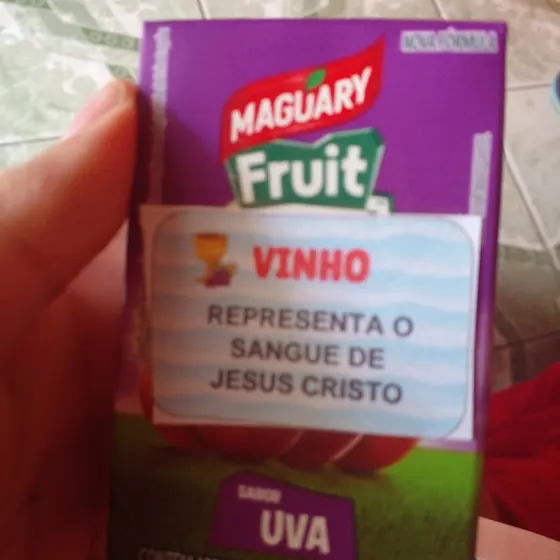 NOVA FÓRMULA
MAGUARY
Fruit
VINHO
REPRESENTA O
SANGUE DE
JESUS CRISTO
SABOR
UVA